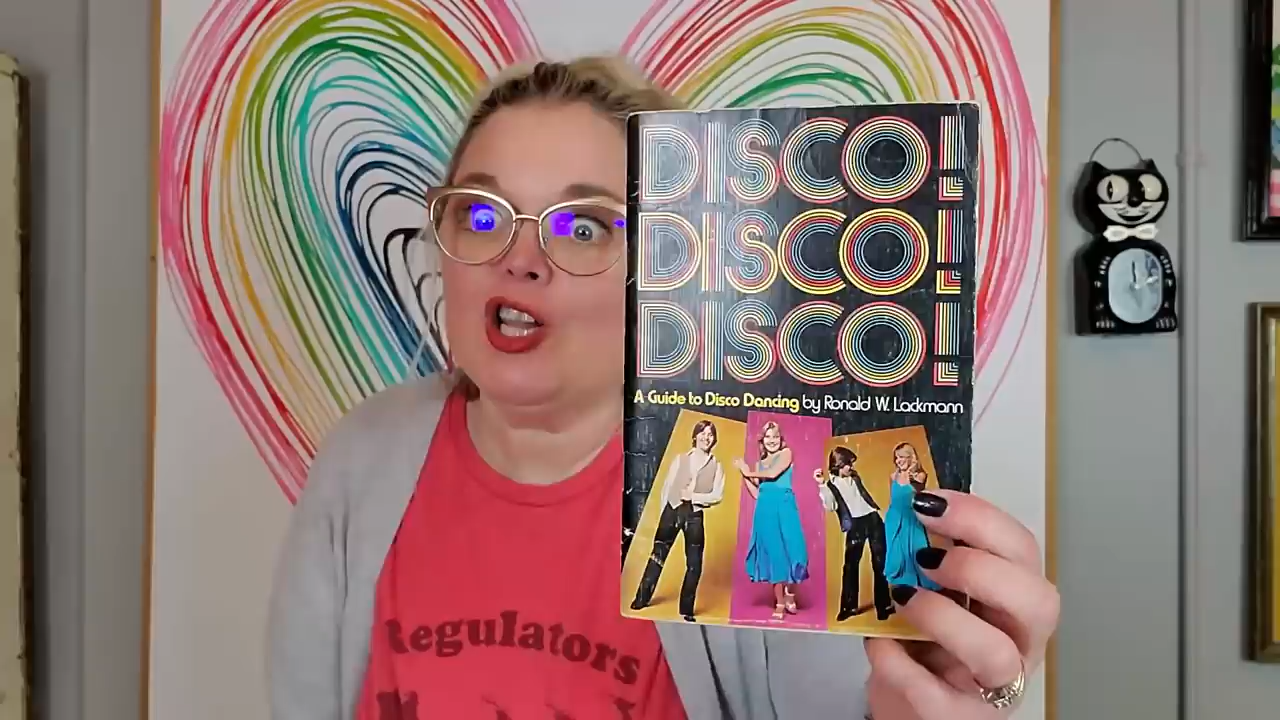 DISCO!
DISCO!
DISCO!
A Guide to Disco Dancing by Ronald W. Lackmann
Regulators